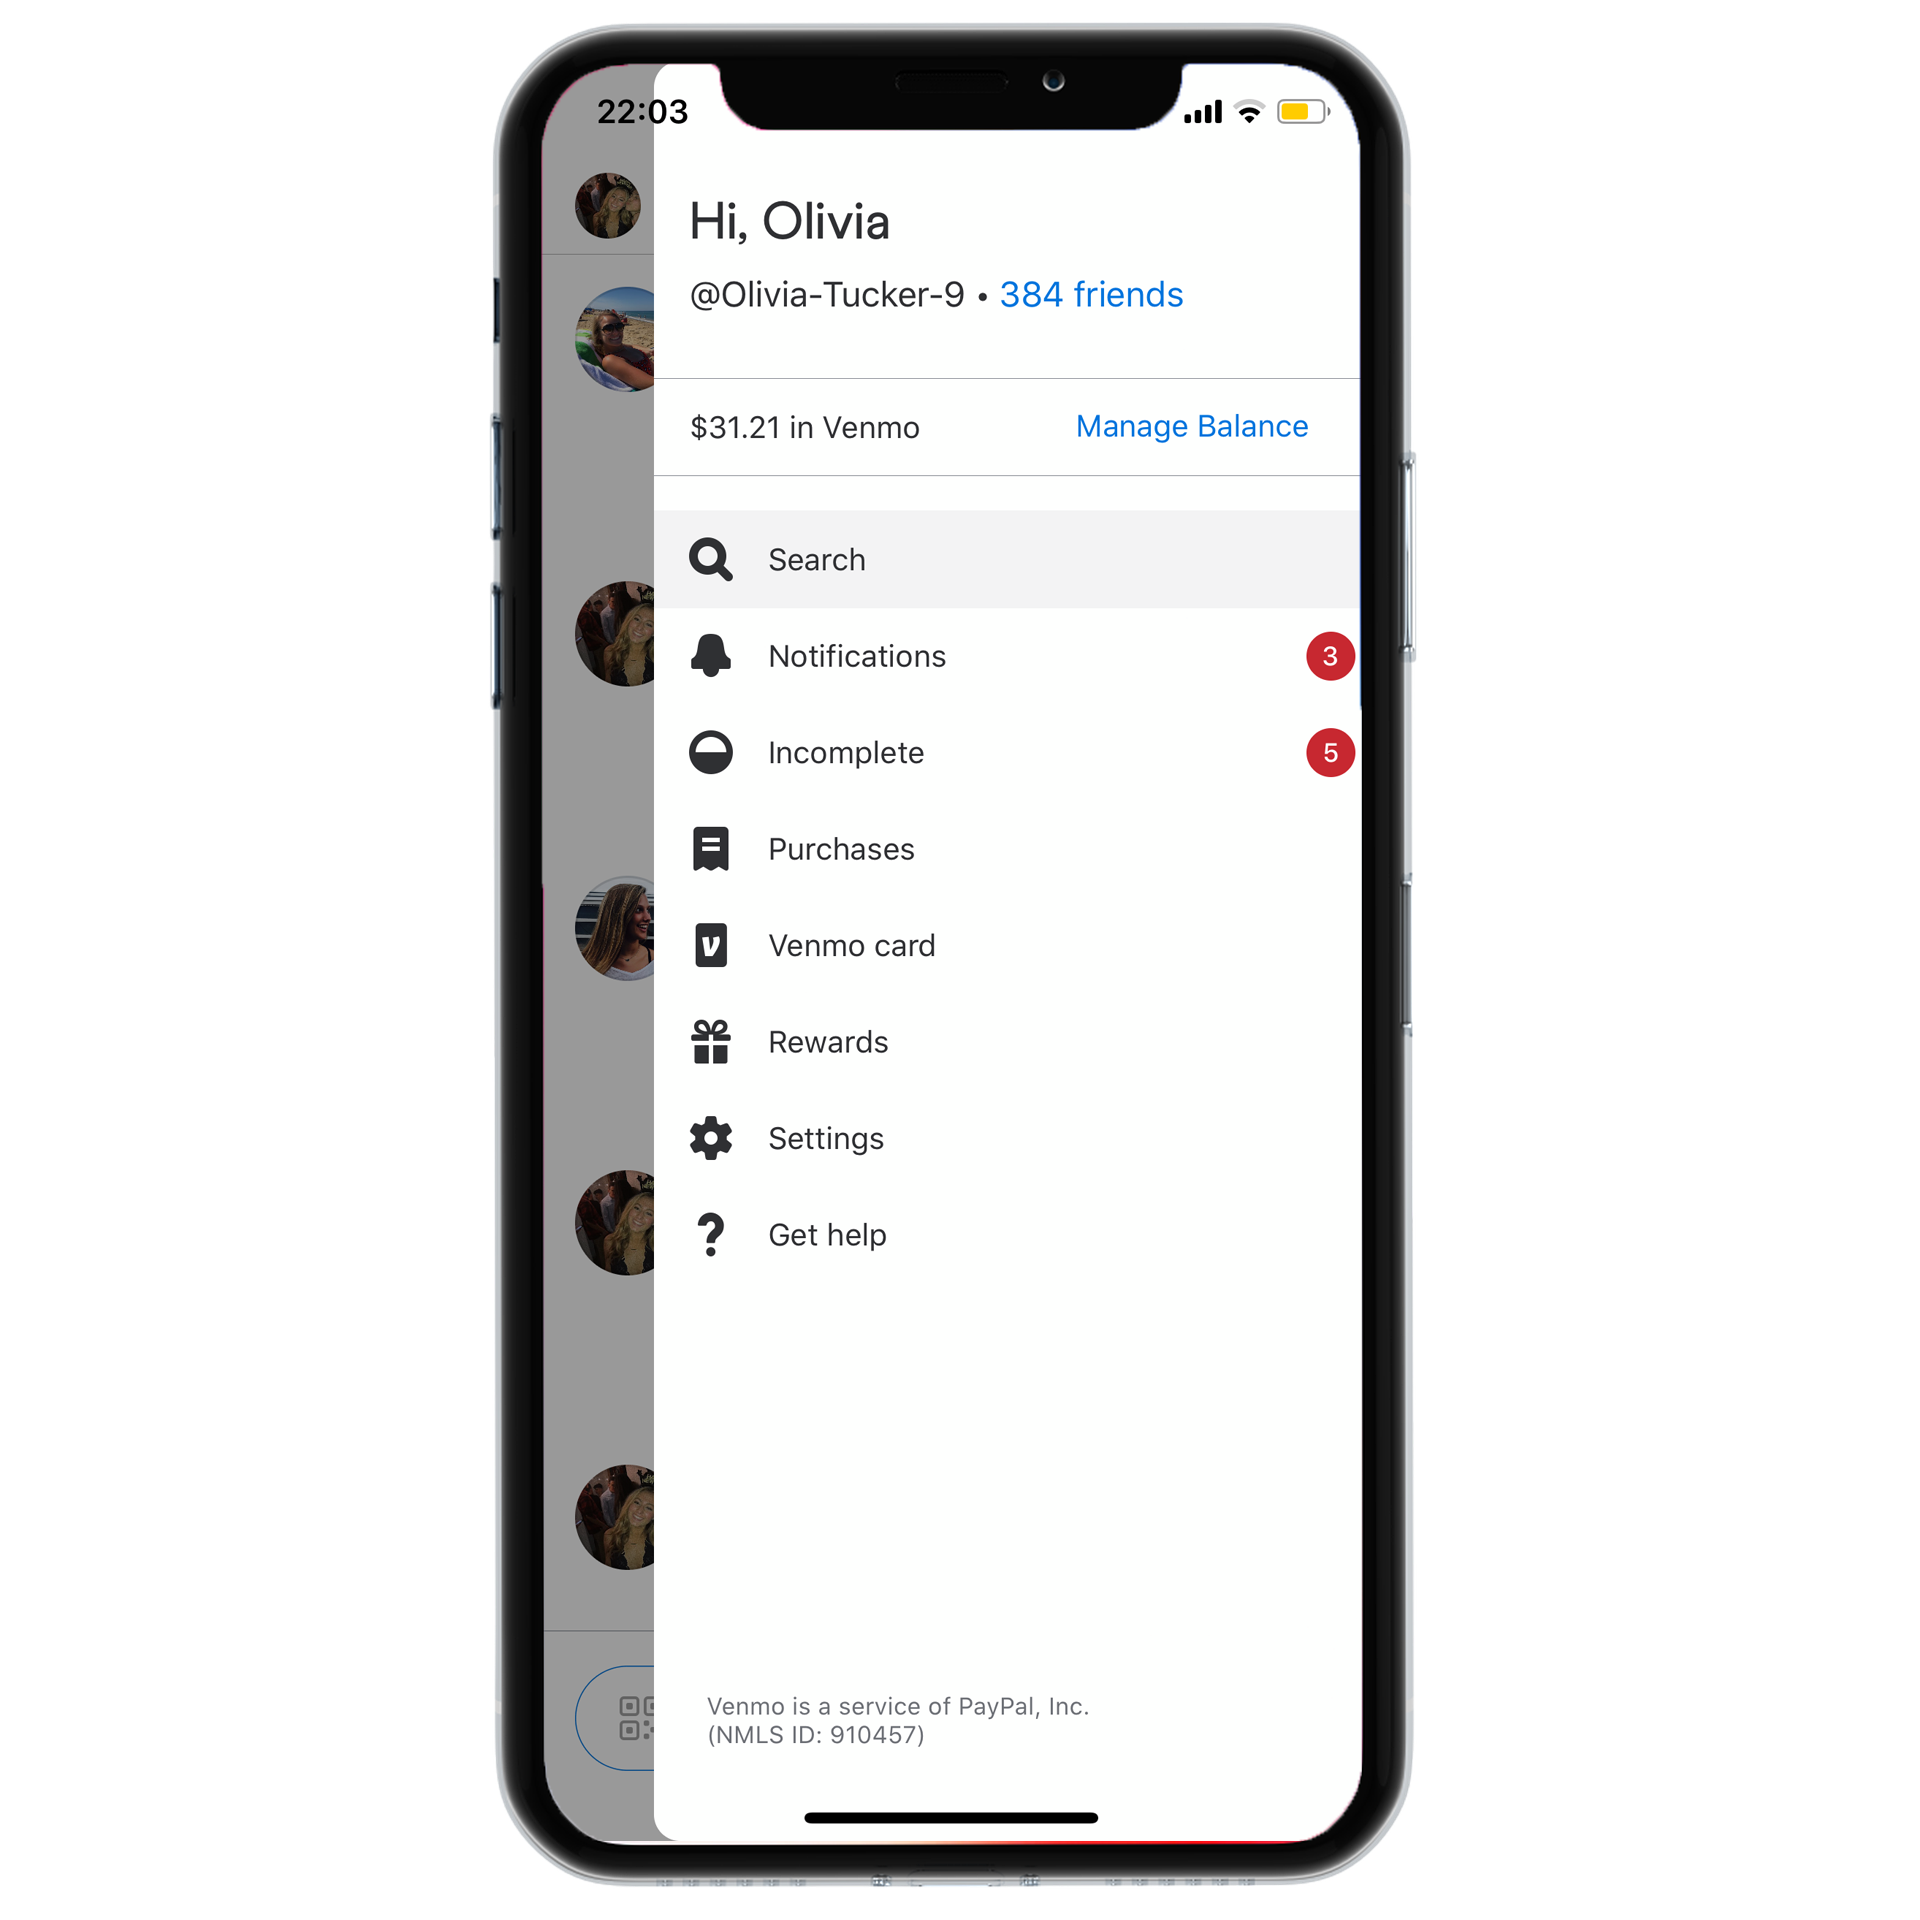 22:03
Hi, Olivia
@Olivia-Tucker-9 • 384 friends
$31.21 in Venmo Manage Balance
Search
Notifications 3
Incomplete 5
Purchases
Venmo card
Rewards
Settings
Get help
Venmo is a service of PayPal, Inc.
(NMLS ID: 910457)